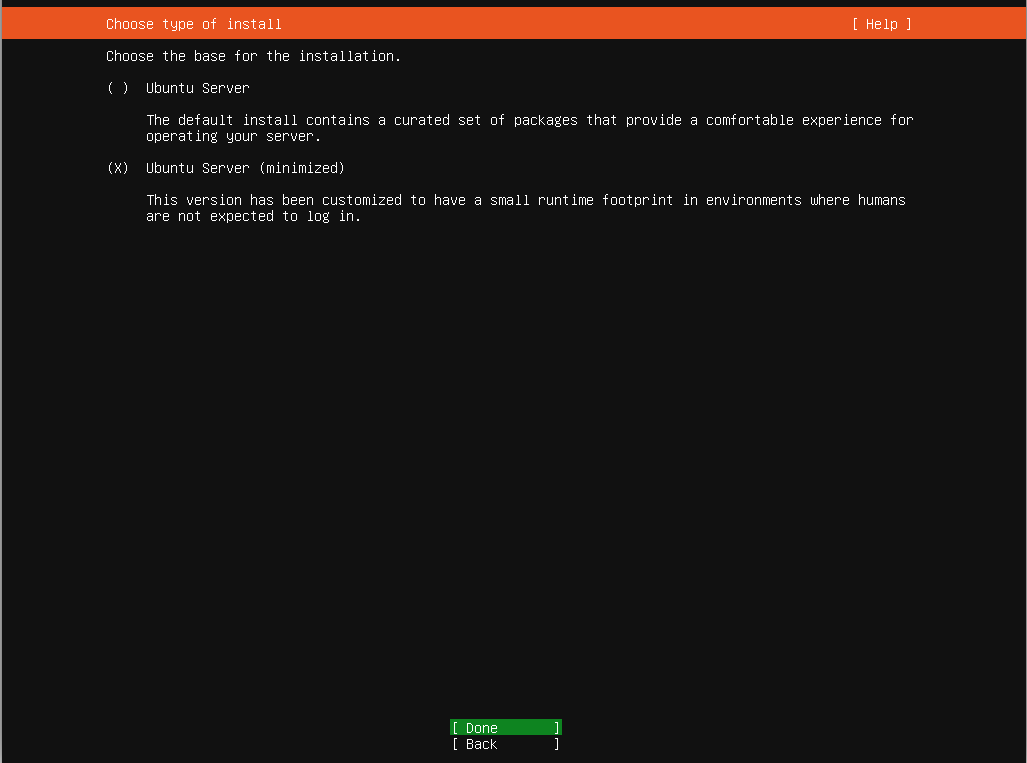 Choose type of install [ Help ]
Choose the base for the installation.
( ) Ubuntu Server
The default install contains a curated set of packages that provide a comfortable experience for
operating your server.
(X) Ubuntu Server (minimized)
This version has been customized to have a small runtime footprint in environments where humans
are not expected to log in.
[ Done ]
[ Back ]